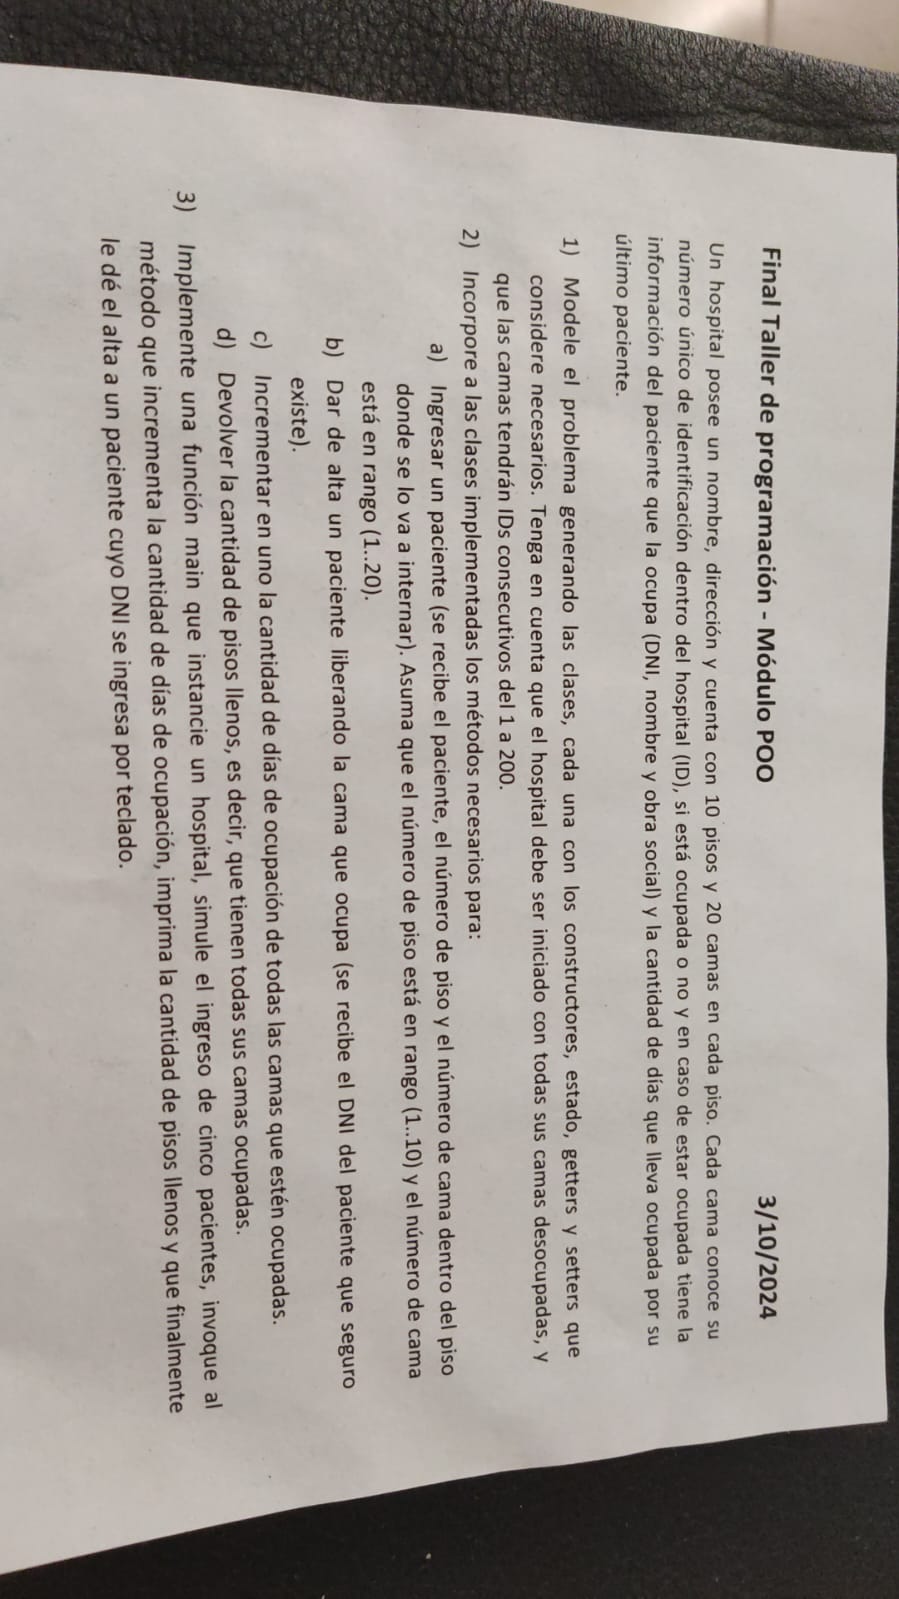 Final Taller de programación - Módulo POO 3/10/2024
Un hospital posee un nombre, dirección y cuenta con 10 pisos y 20 camas en cada piso. Cada cama conoce su
número único de identificación dentro del hospital (ID), si está ocupada o no y en caso de estar ocupada tiene la
información del paciente que la ocupa (DNI, nombre y obra social) y la cantidad de días que lleva ocupada por su
último paciente.
1) Modele el problema generando las clases, cada una con los constructores, estado, getters y setters que
considere necesarios. Tenga en cuenta que el hospital debe ser iniciado con todas sus camas desocupadas, y
que las camas tendrán IDs consecutivos del 1 a 200.
2) Incorpore a las clases implementadas los métodos necesarios para:
a) Ingresar un paciente (se recibe el paciente, el número de piso y el número de cama dentro del piso
donde se lo va a internar). Asuma que el número de piso está en rango (1..10) y el número de cama
está en rango (1..20).
b) Dar de alta un paciente liberando la cama que ocupa (se recibe el DNI del paciente que seguro
existe).
c) Incrementar en uno la cantidad de días de ocupación de todas las camas que estén ocupadas.
d) Devolver la cantidad de pisos llenos, es decir, que tienen todas sus camas ocupadas.
3) Implemente una función main que instancie un hospital, simule el ingreso de cinco pacientes, invoque al
método que incrementa la cantidad de días de ocupación, imprima la cantidad de pisos llenos y que finalmente
le dé el alta a un paciente cuyo DNI se ingresa por teclado.